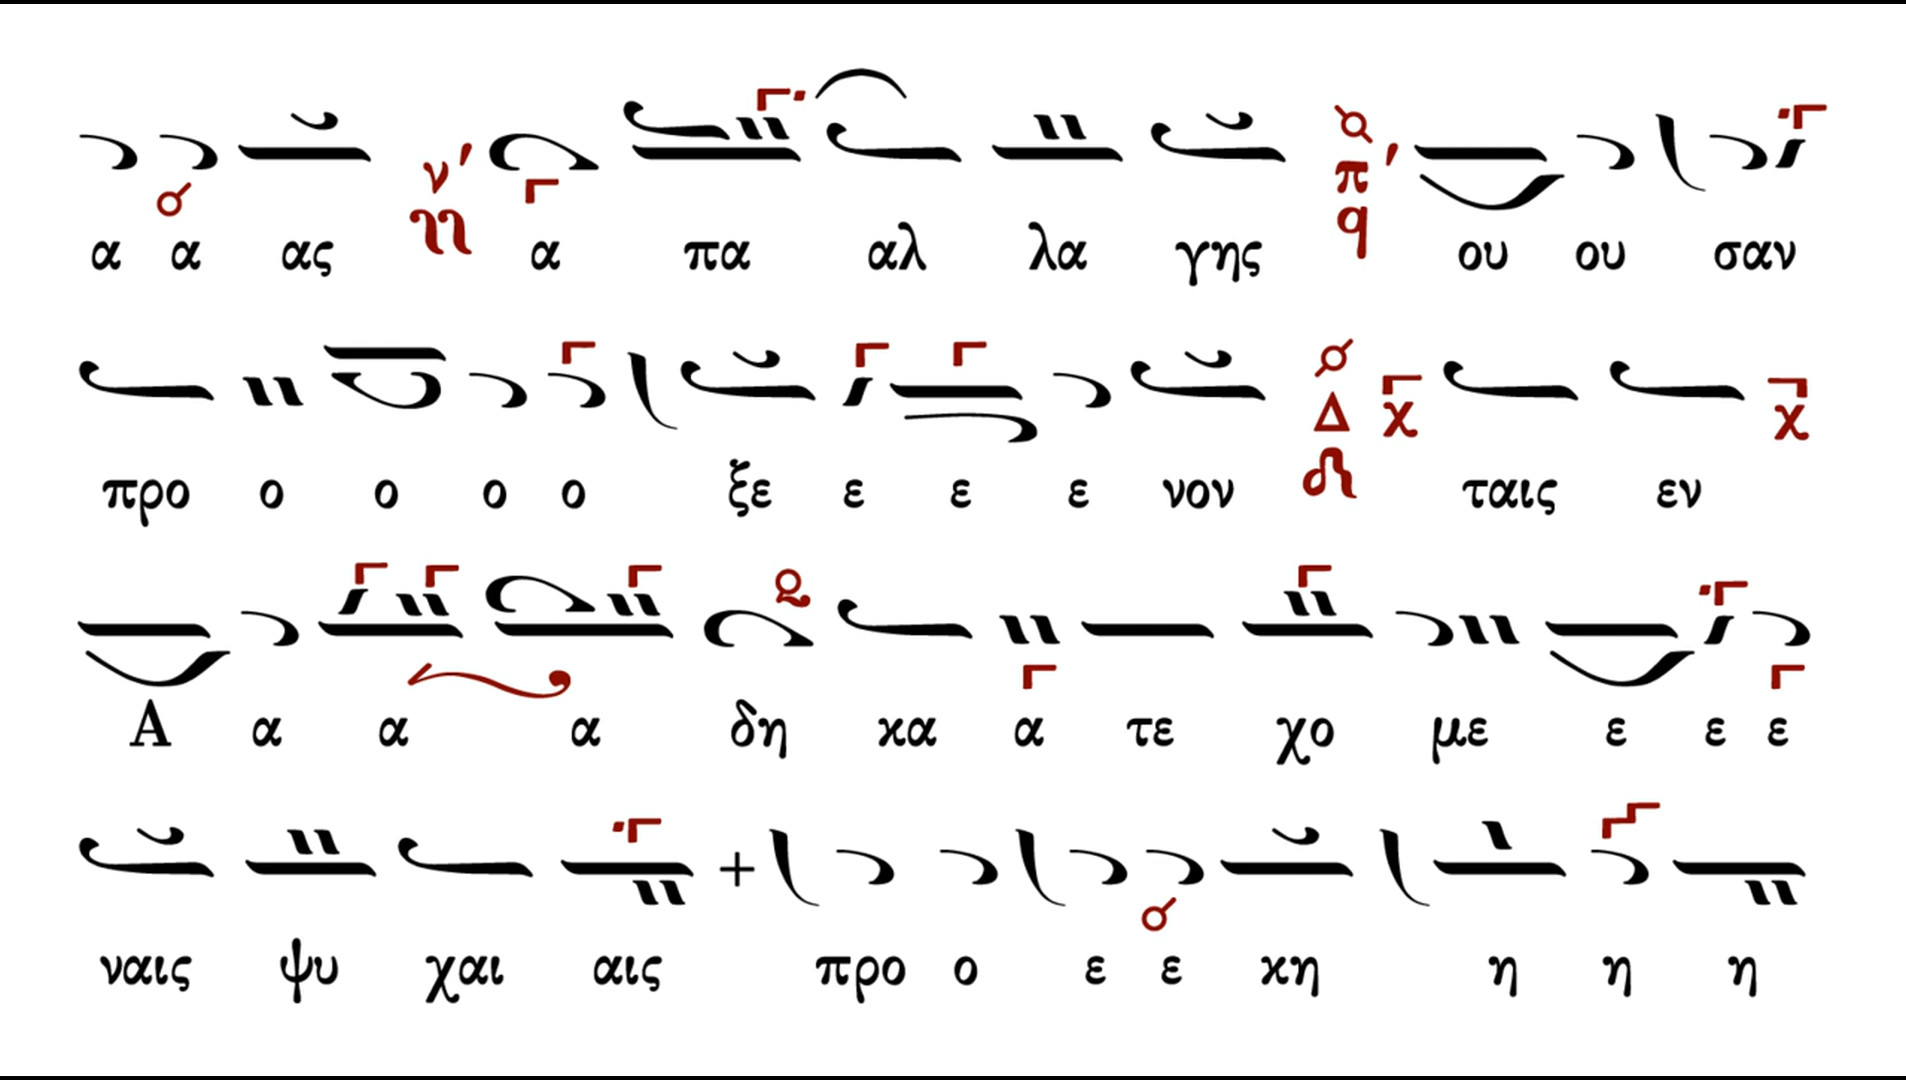 α α ας ν' α πα αλ λα γης π' q ου ου σαν
προ ο ο ο ο ξε ε ε ε νον Δ χ ταις εν χ
Α α α α δη κα α τε χο με ε ε ε
ναις ψυ χαι αις προ ο ε ε κη η η η